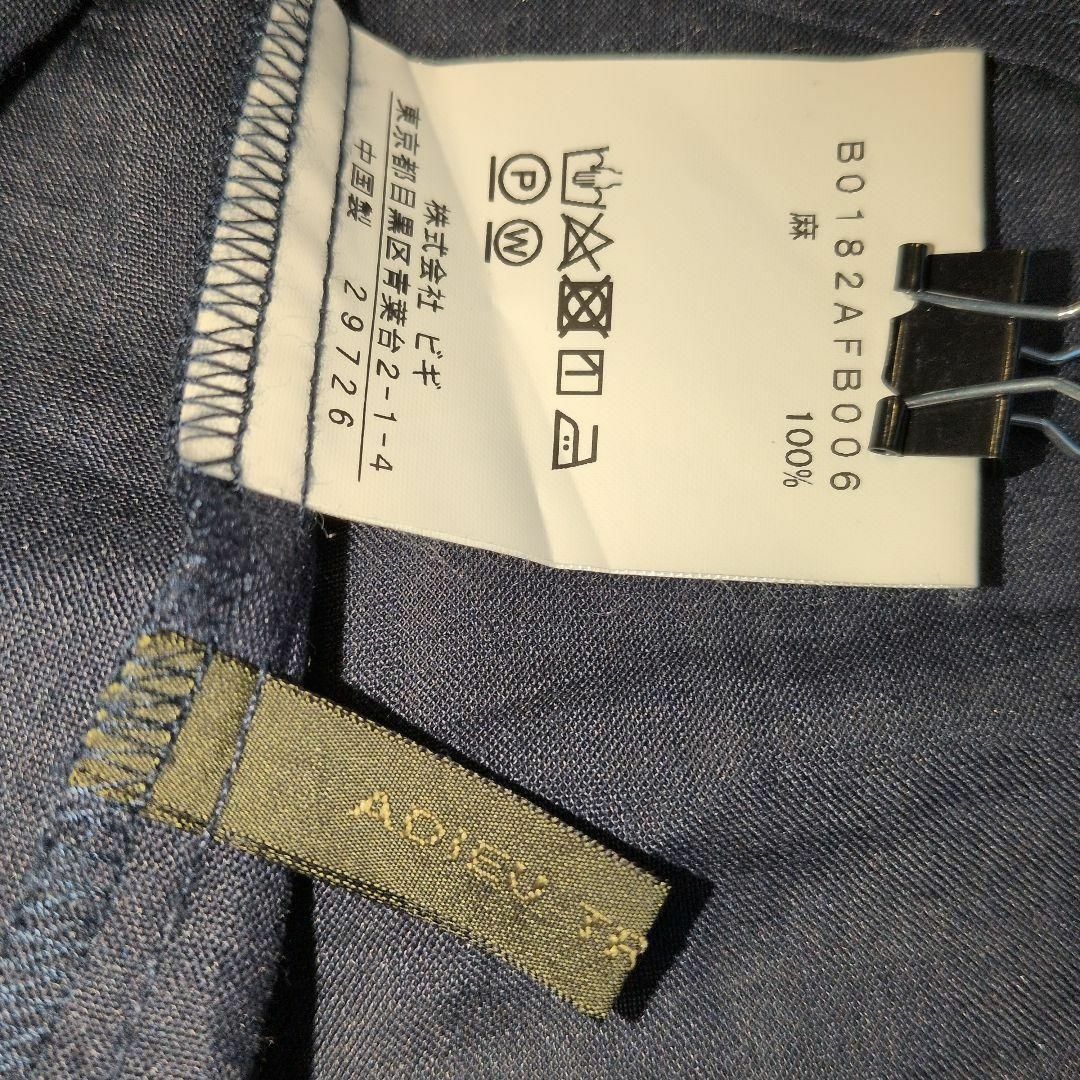 B0182AFB006
麻 100%
P
W
株式会社 ビギ
東京都目黒区青葉台2-1-4
中国製 29726